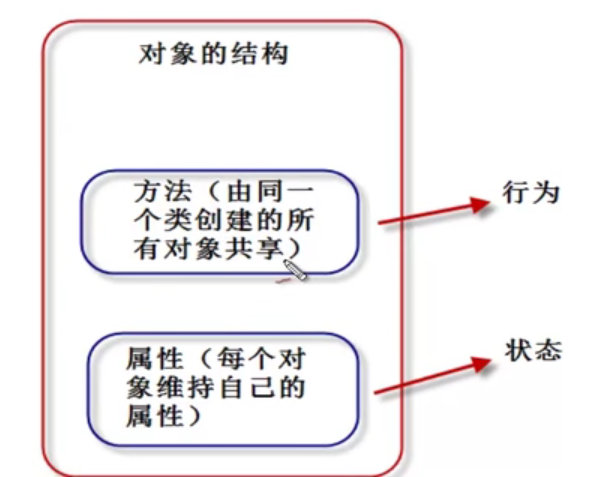 对象的结构
方法（由同一
个类创建的所
有对象共享）
行为
属性（每个对
象维持自己的
属性）
状态